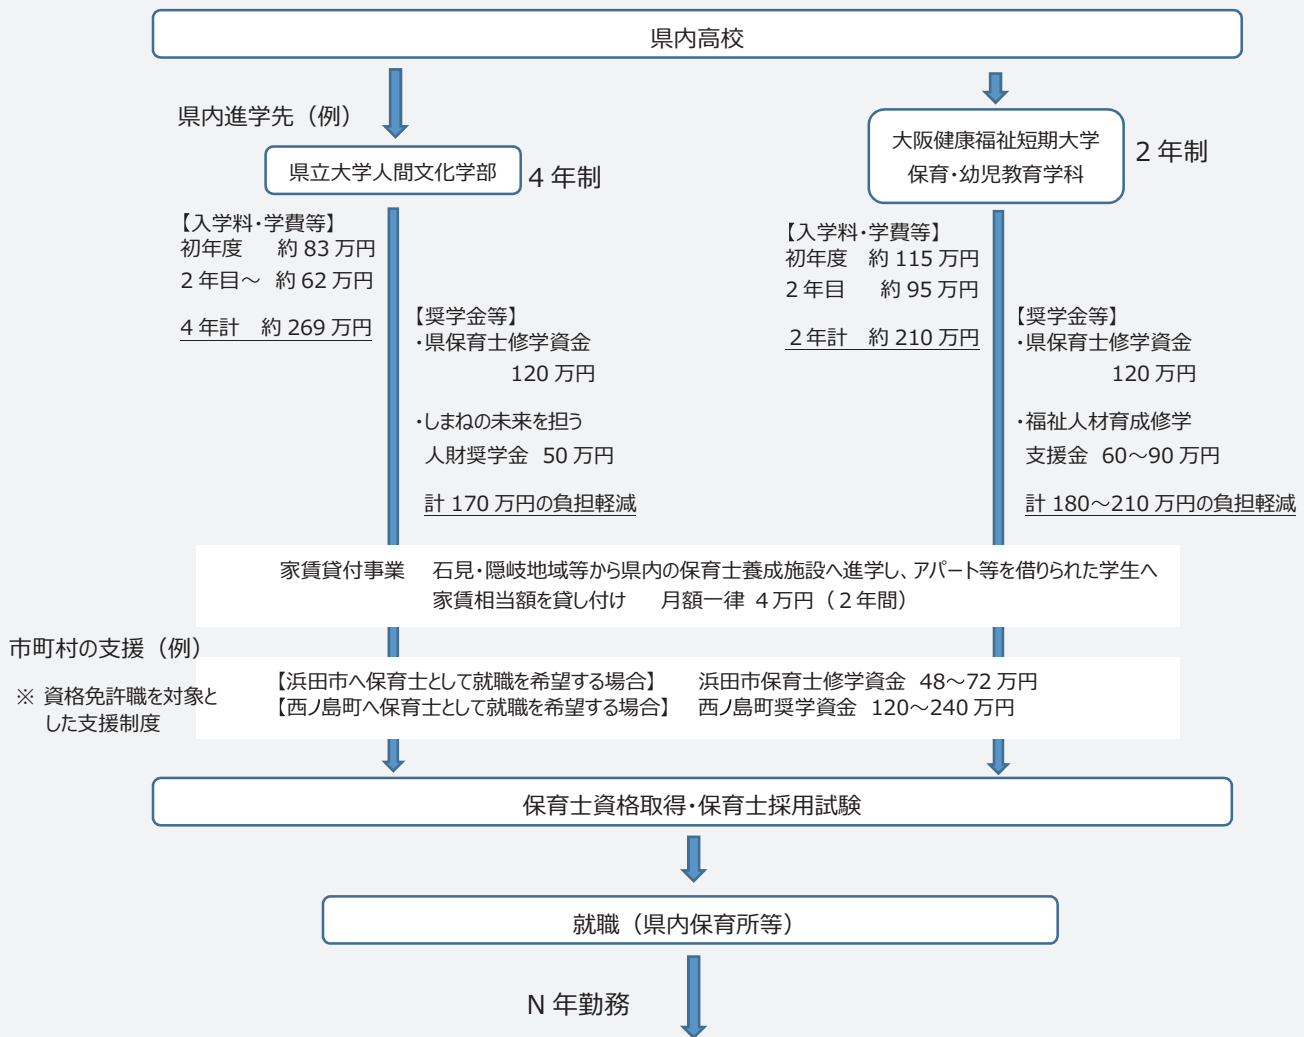 県内高校
県内進学先（例）
県立大学人間文化学部
4 年制
【入学料・学費等】
初年度　約 83 万円
2 年目～　約 62 万円
4 年計　約 269 万円
【奨学金等】
・県保育士修学資金
120 万円
・しまねの未来を担う
人財奨学金 50 万円
計 170 万円の負担軽減
大阪健康福祉短期大学
保育・幼児教育学科
2 年制
【入学料・学費等】
初年度　約 115 万円
2 年目　約 95 万円
2 年計　約 210 万円
【奨学金等】
・県保育士修学資金
120 万円
・福祉人材育成修学
支援金 60～90 万円
計 180～210 万円の負担軽減
家賃貸付事業　石見・隠岐地域等から県内の保育士養成施設へ進学し、アパート等を借りられた学生へ
家賃相当額を貸し付け　月額一律 4 万円（2 年間）
市町村の支援（例）
※ 資格免許職を対象と
した支援制度
【浜田市へ保育士として就職を希望する場合】　浜田市保育士修学資金 48～72 万円
【西ノ島町へ保育士として就職を希望する場合】　西ノ島町奨学資金 120～240 万円
保育士資格取得・保育士採用試験
就職（県内保育所等）
N 年勤務